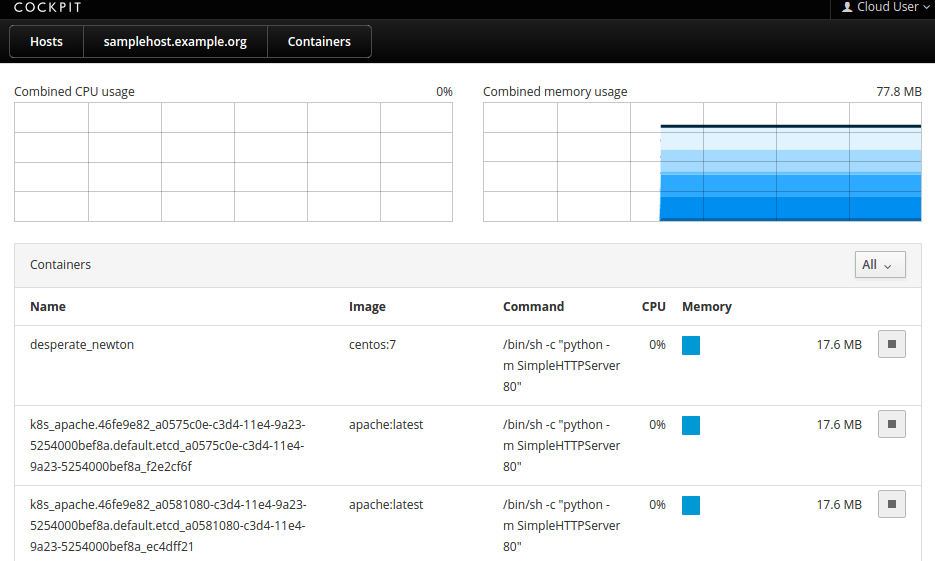 COCKPIT
Cloud User
Hosts samplehost.example.org Containers
Combined CPU usage 0% Combined memory usage 77.8 MB
Containers All
Name Image Command CPU Memory
desperate_newton centos:7 /bin/sh -c "python - 0% 17.6 MB
m SimpleHTTPServer
80"
k8s_apache.46fe9e82_a0575c0e-c3d4-11e4-9a23- apache:latest /bin/sh -c "python - 0% 17.6 MB
5254000bef8a.default.etcd_a0575c0e-c3d4-11e4- m SimpleHTTPServer
9a23-5254000bef8a_f2e2cf6f 80"
k8s_apache.46fe9e82_a0581080-c3d4-11e4-9a23- apache:latest /bin/sh -c "python - 0% 17.6 MB
5254000bef8a.default.etcd_a0581080-c3d4-11e4- m SimpleHTTPServer
9a23-5254000bef8a_ec4dff21 80"